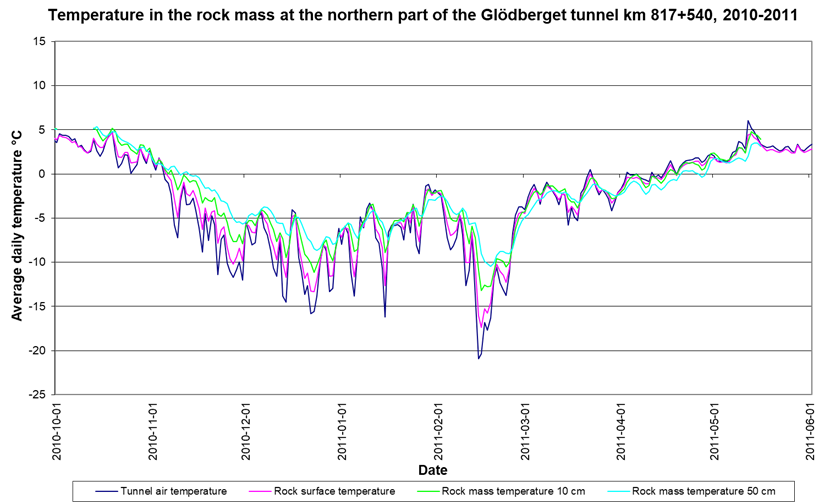 Temperature in the rock mass at the northern part of the Glödberget tunnel km 817+540, 2010-2011
Average daily temperature °C
15
10
5
0
-5
-10
-15
-20
-25
2010-10-01
2010-11-01
2010-12-01
2011-01-01
2011-02-01
2011-03-01
2011-04-01
2011-05-01
2011-06-01
Date
Tunnel air temperature
Rock surface temperature
Rock mass temperature 10 cm
Rock mass temperature 50 cm